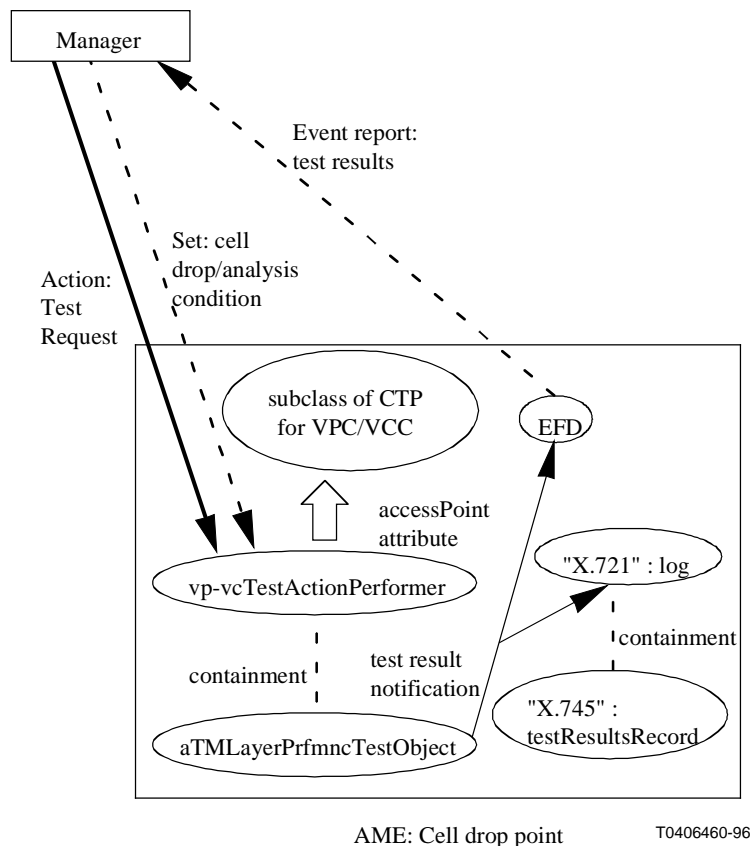 Manager
Event report:
test results
Set: cell
drop/analysis
condition
Action:
Test
Request
subclass of CTP
for VPC/VCC
EFD
accessPoint
attribute
"X.721" : log
vp-vcTestActionPerformer
containment
test result
notification
containment
"X.745" :
testResultsRecord
aTMLayerPrfmncTestObject
AME: Cell drop point
T0406460-96